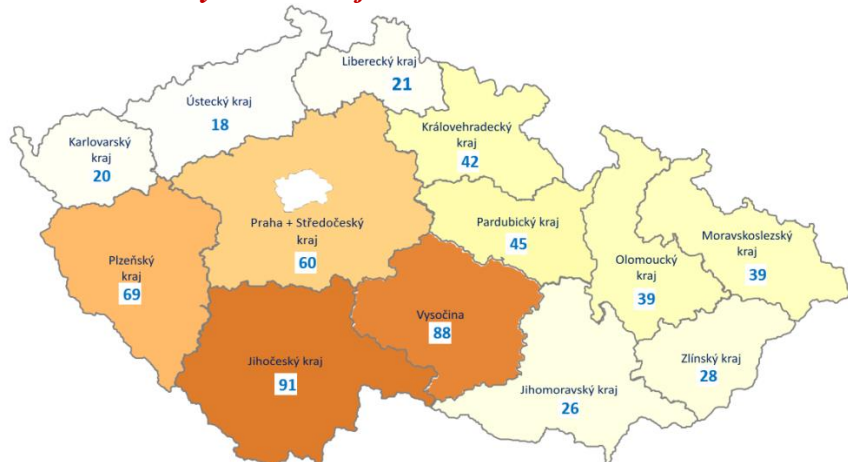 Liberecký kraj
21
Ústecký kraj
18
Královehradecký
kraj
42
Karlovarský
kraj
20
Praha + Středočeský
kraj
60
Pardubický kraj
45
Moravskoslezský
kraj
39
Plzeňský
kraj
69
Olomoucký
kraj
39
Vysočina
88
Jihočeský kraj
91
Zlínský kraj
28
Jihomoravský kraj
26